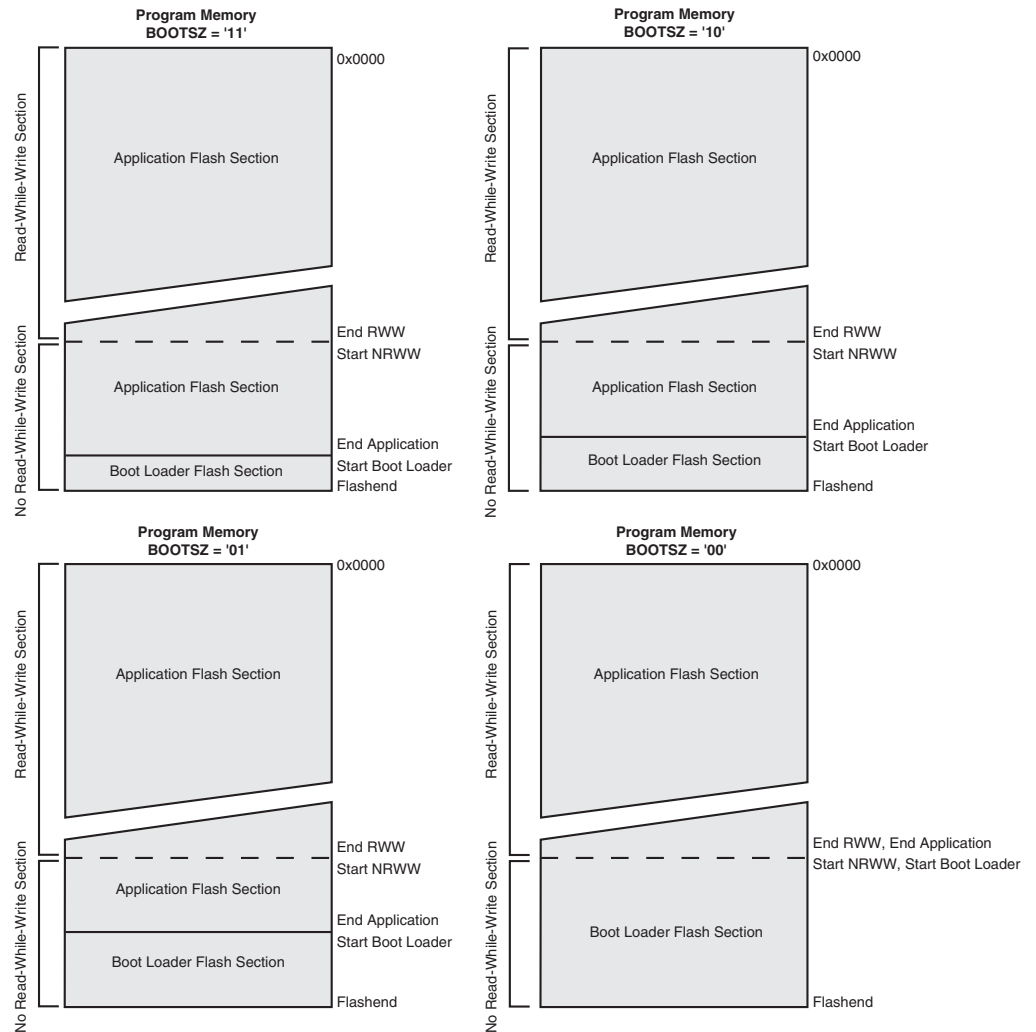 Program Memory
BOOTSZ = '11'
Read-While-Write Section
No Read-While-Write Section
0x0000
Application Flash Section
End RWW
Start NRWW
Application Flash Section
End Application
Start Boot Loader
Boot Loader Flash Section
Flashend
Program Memory
BOOTSZ = '10'
Read-While-Write Section
No Read-While-Write Section
0x0000
Application Flash Section
End RWW
Start NRWW
Application Flash Section
End Application
Start Boot Loader
Boot Loader Flash Section
Flashend
Program Memory
BOOTSZ = '01'
Read-While-Write Section
No Read-While-Write Section
0x0000
Application Flash Section
End RWW
Start NRWW
Application Flash Section
End Application
Start Boot Loader
Boot Loader Flash Section
Flashend
Program Memory
BOOTSZ = '00'
Read-While-Write Section
No Read-While-Write Section
0x0000
Application Flash Section
End RWW, End Application
Start NRWW, Start Boot Loader
Boot Loader Flash Section
Flashend